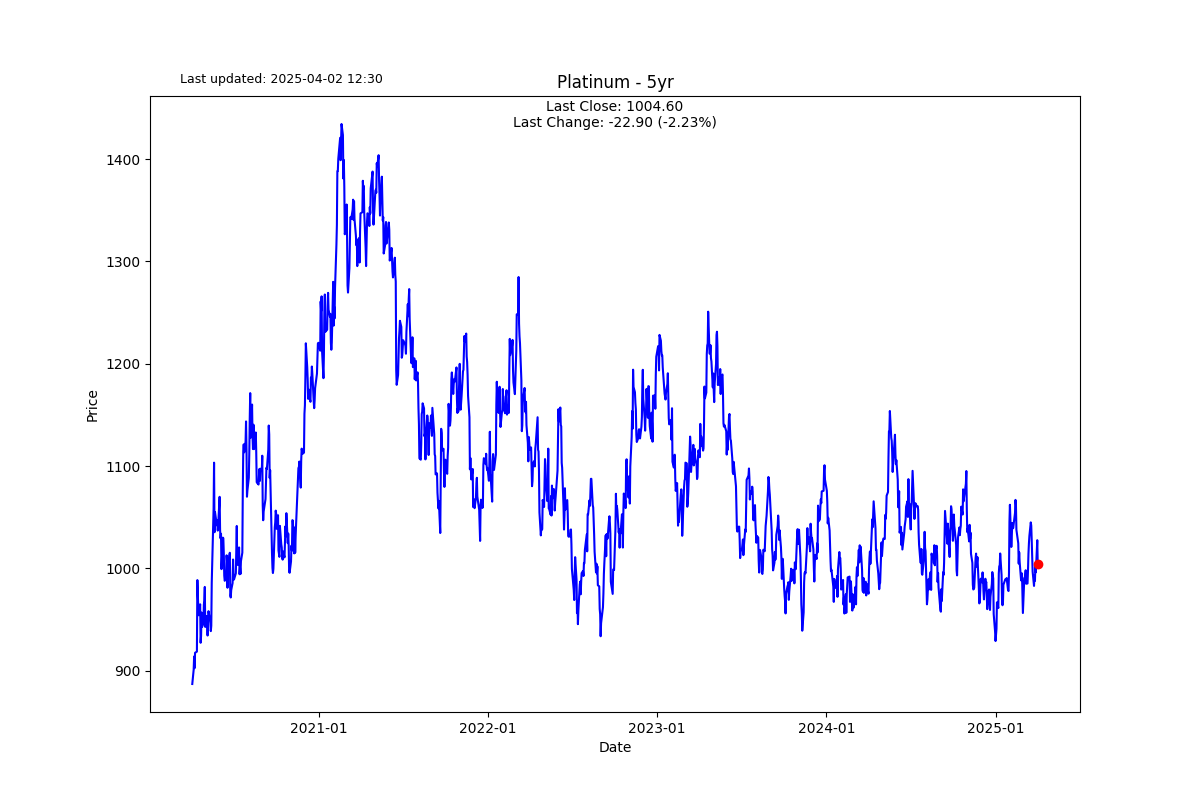 Last updated: 2025-04-02 12:30
Platinum - 5yr
Last Close: 1004.60
Last Change: -22.90 (-2.23%)
1400
1300
1200
1100
1000
900
Price
2021-01
2022-01
2023-01
2024-01
2025-01
Date